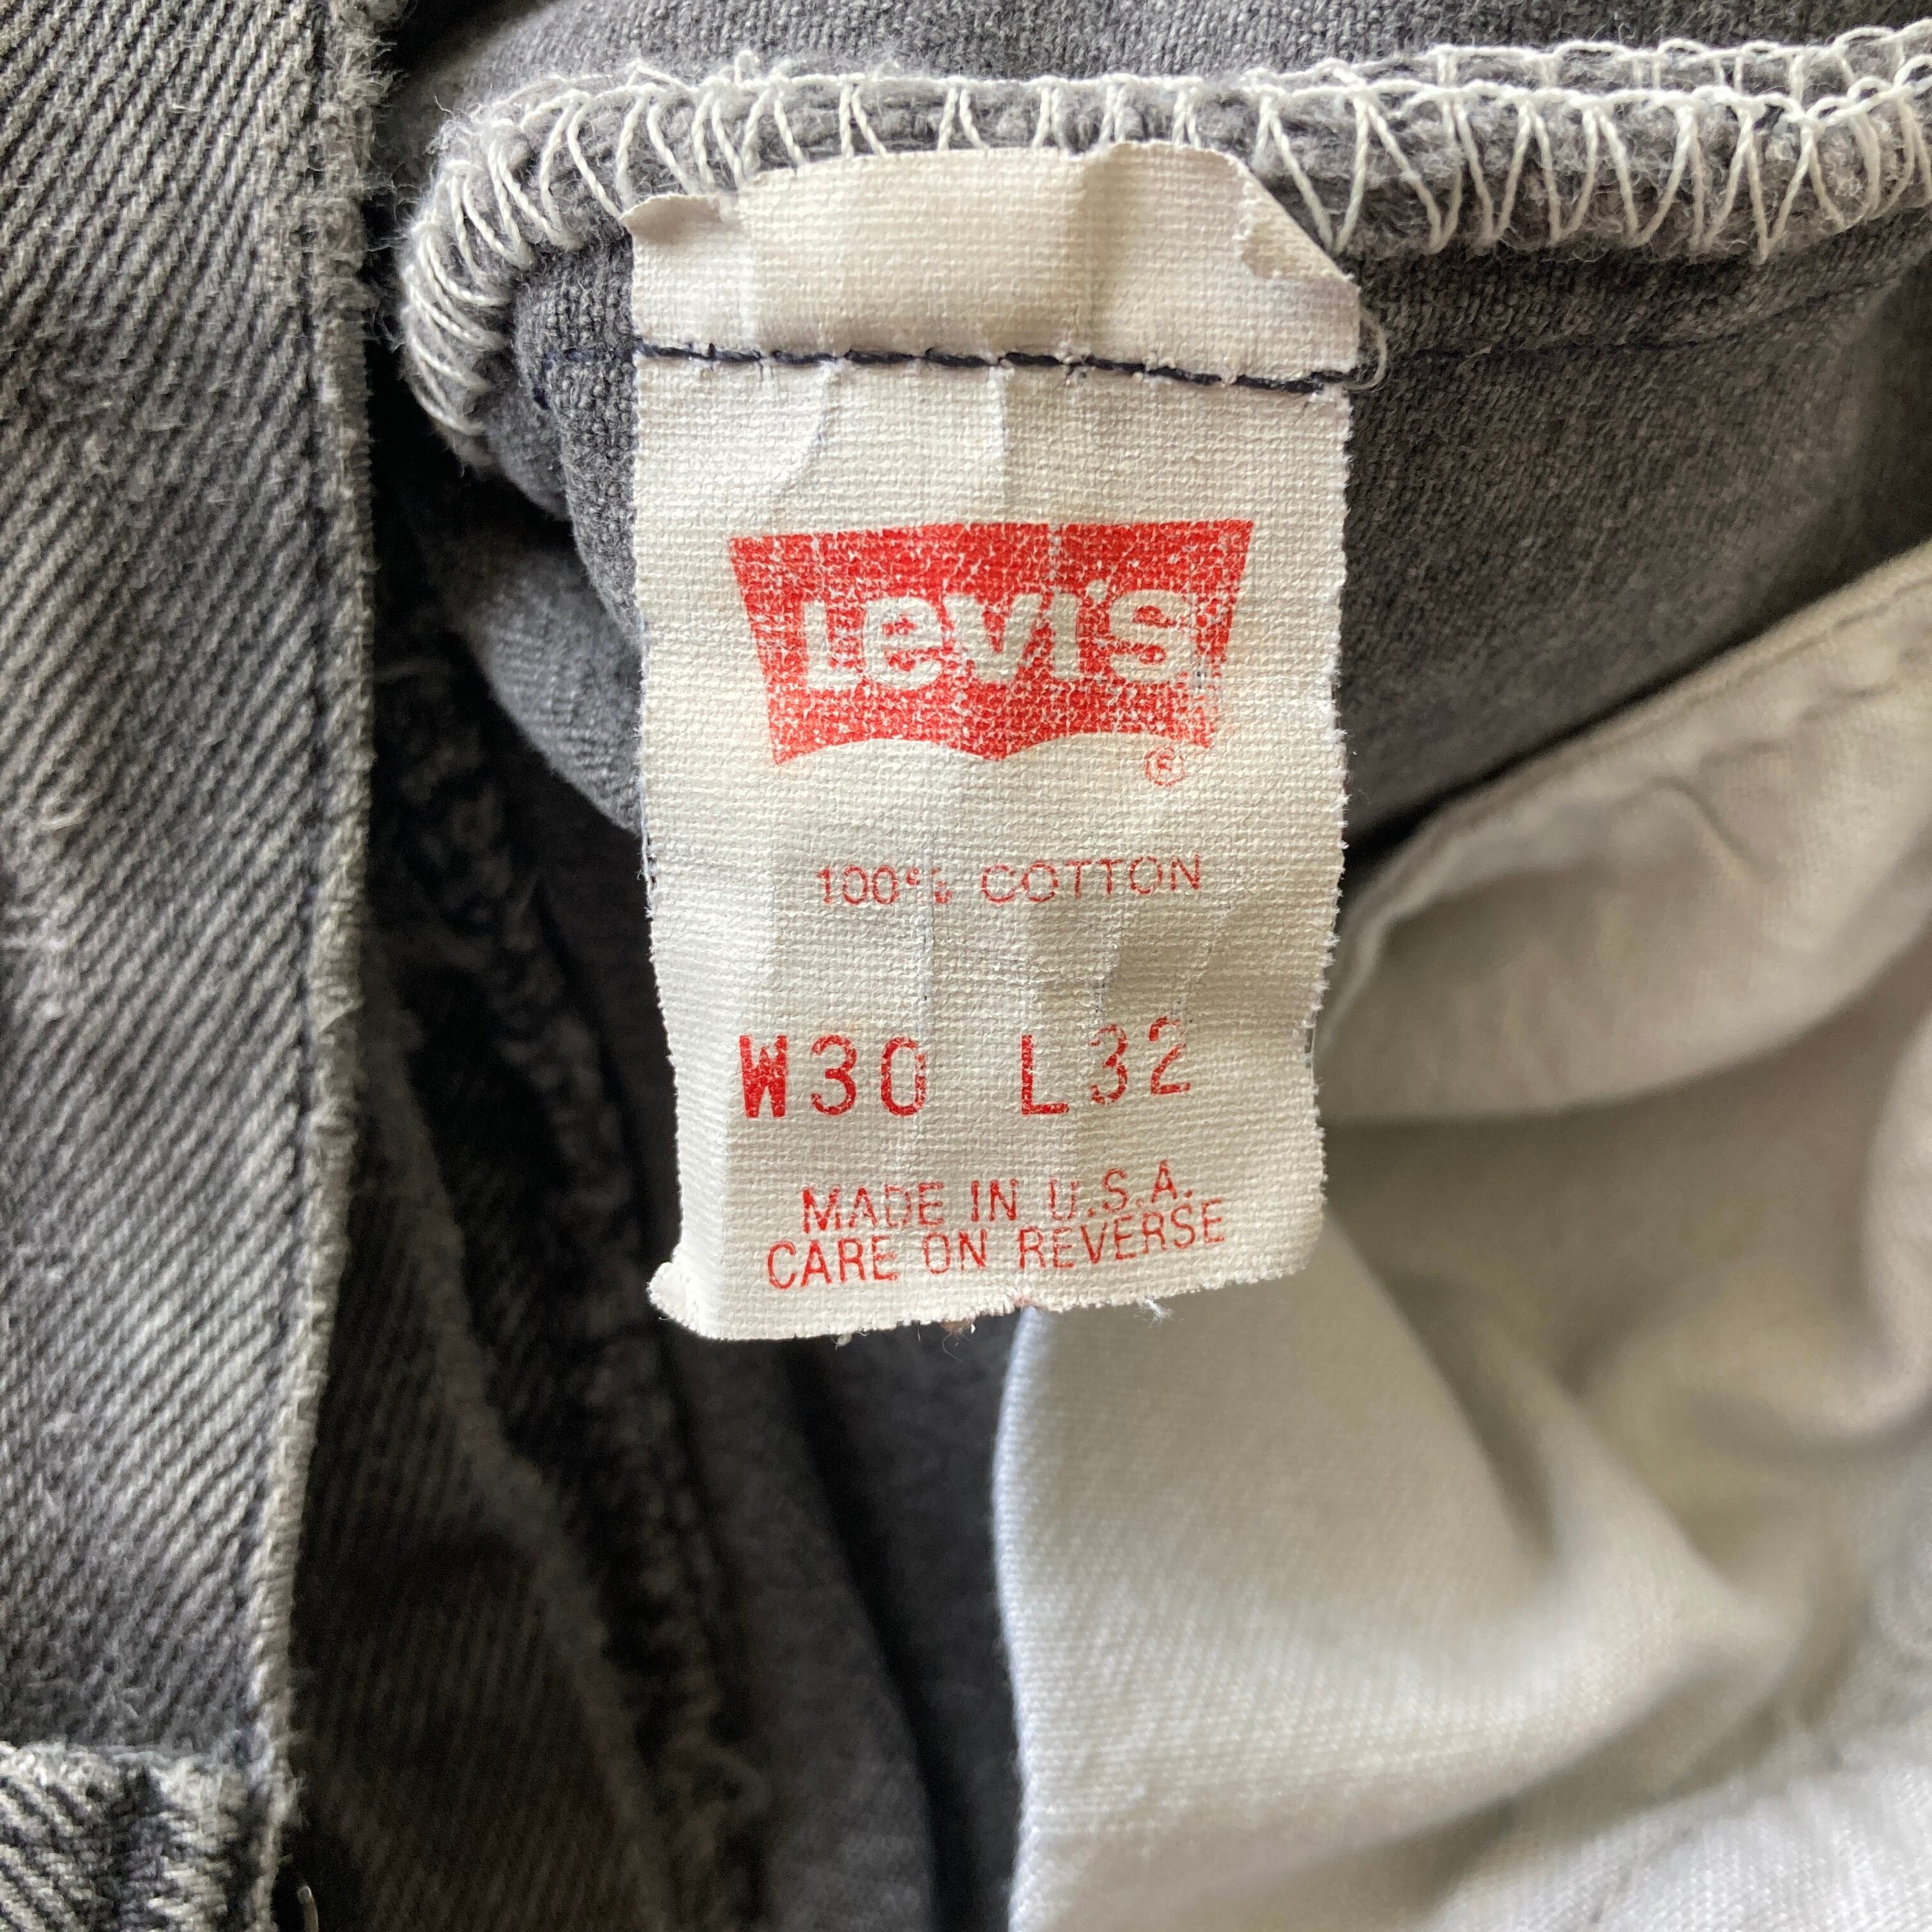 Levi's
®
100% COTTON
W30 L32
MADE IN U.S.A.
CARE ON REVERSE